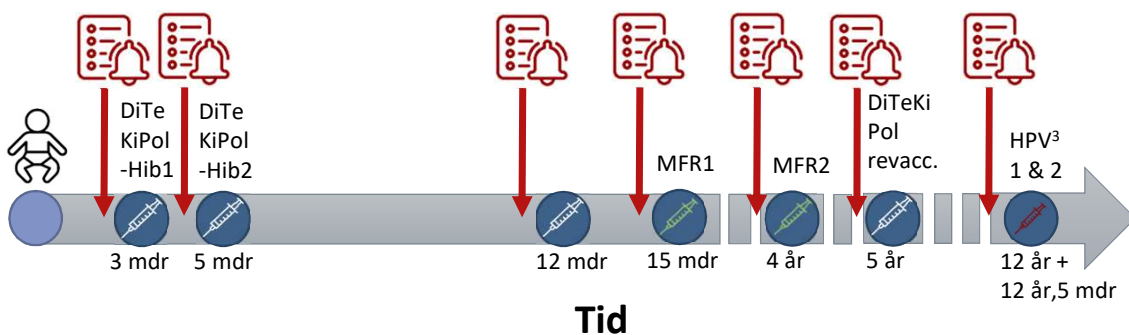 DiTe
KiPol
-Hib1
DiTe
KiPol
-Hib2
MFR1
MFR2
DiTeKi
Pol
revacc.
HPV³
1 & 2
3 mdr
5 mdr
12 mdr
15 mdr
4 år
5 år
12 år +
12 år,5 mdr
Tid